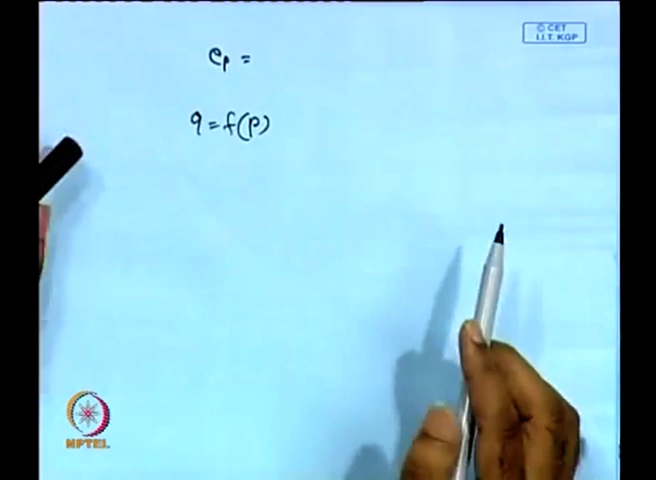 © CET
I.I.T. KGP
eₚ =
q = f(p)
NPTEL